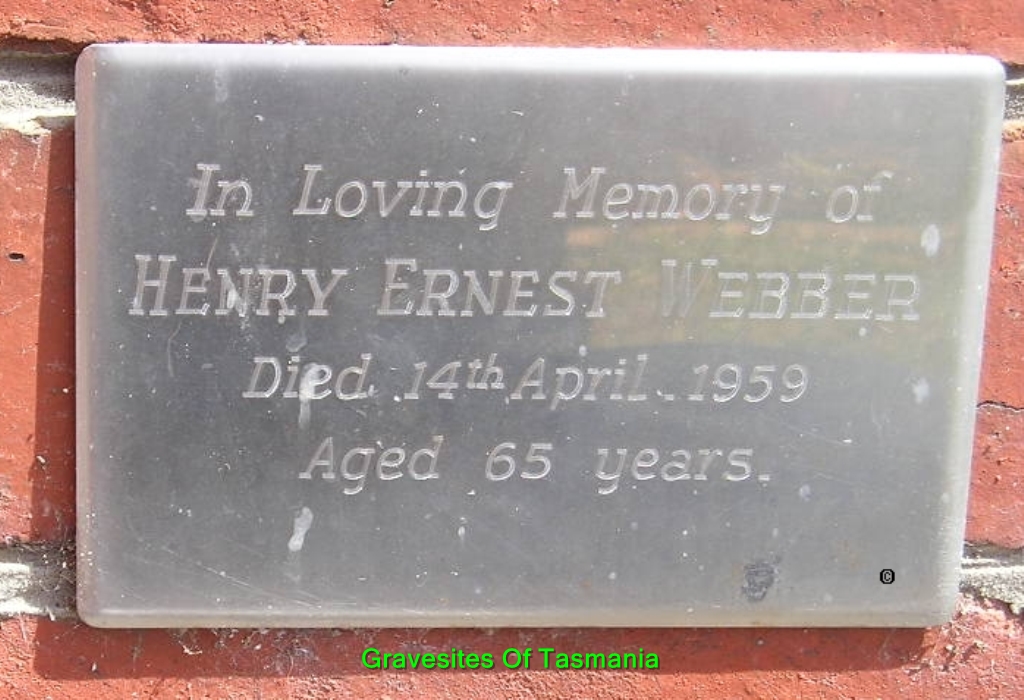 In Loving Memory of
HENRY ERNEST WEBBER
Died 14th April 1959
Aged 65 years.
©
Gravesites Of Tasmania